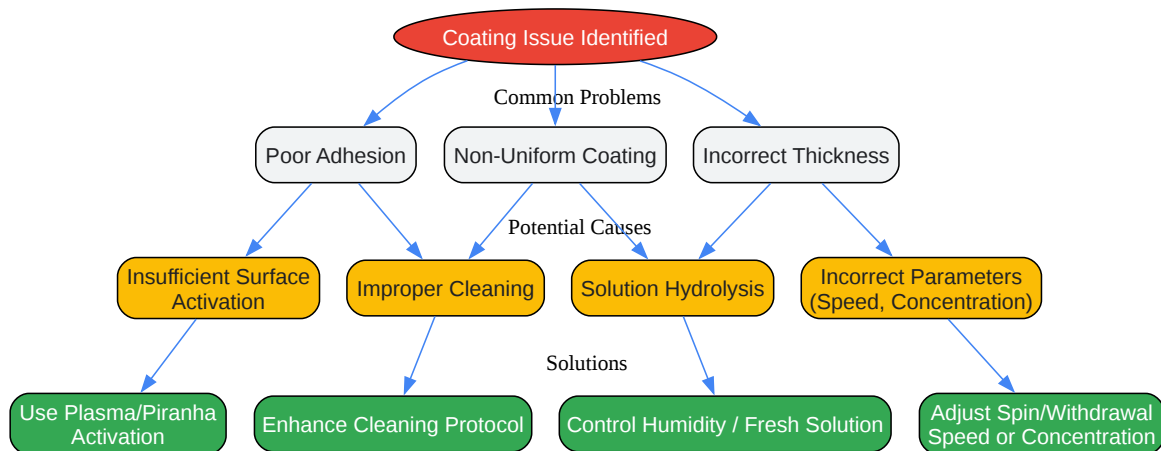 Coating Issue Identified
Common Problems
Poor Adhesion
Non-Uniform Coating
Incorrect Thickness
Potential Causes
Insufficient Surface
Activation
Improper Cleaning
Solution Hydrolysis
Incorrect Parameters
(Speed, Concentration)
Solutions
Use Plasma/Piranha
Activation
Enhance Cleaning Protocol
Control Humidity / Fresh Solution
Adjust Spin/Withdrawal
Speed or Concentration